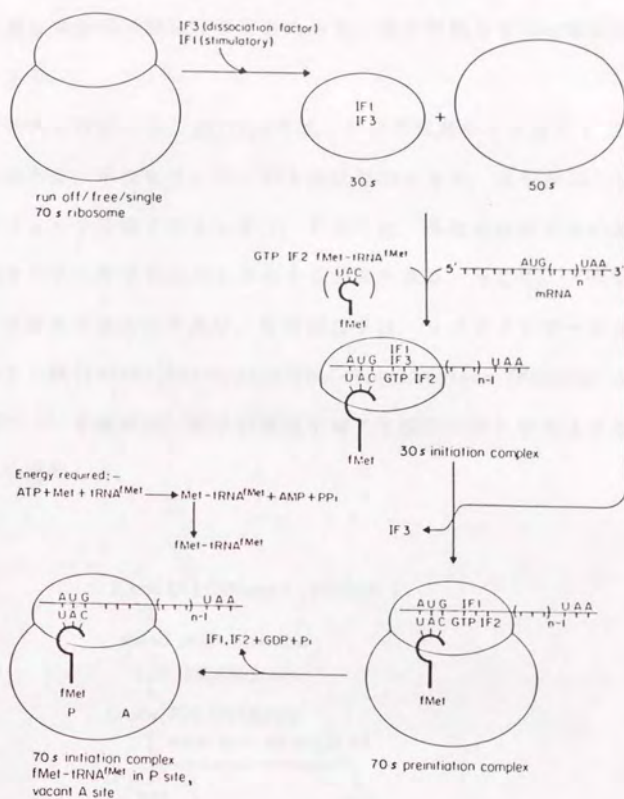 IF3 (dissociation factor)
IF1 (stimulatory)
IF1
IF3
+
30s
50s
run off/free/single
70s ribosome
GTP IF2 fMet-tRNA^fMet
(UAC)
fMet
5'
AUG
( )
n
UAA
3'
mRNA
IF1
AUG IF3
UAC GTP IF2
( )
n-1
UAA
fMet
30s initiation complex
Energy required:-
ATP + Met + tRNA^fMet → Met-tRNA^fMet + AMP + PPi
fMet-tRNA^fMet
IF3
AUG
UAC
( )
n-1
UAA
fMet
P A
IF1, IF2 + GDP + Pi
AUG IF1
UAC GTP IF2
( )
n-1
UAA
fMet
70s initiation complex
fMet-tRNA^fMet in P site,
vacant A site
70s preinitiation complex